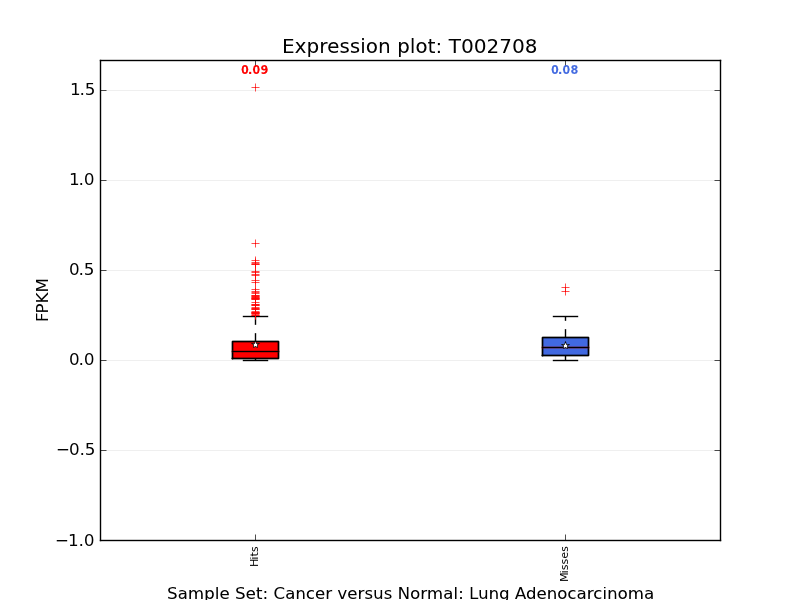 Expression plot: T002708
0.09
0.08
1.5
1.0
0.5
0.0
−0.5
−1.0
FPKM
Hits
Misses
Sample Set: Cancer versus Normal: Lung Adenocarcinoma